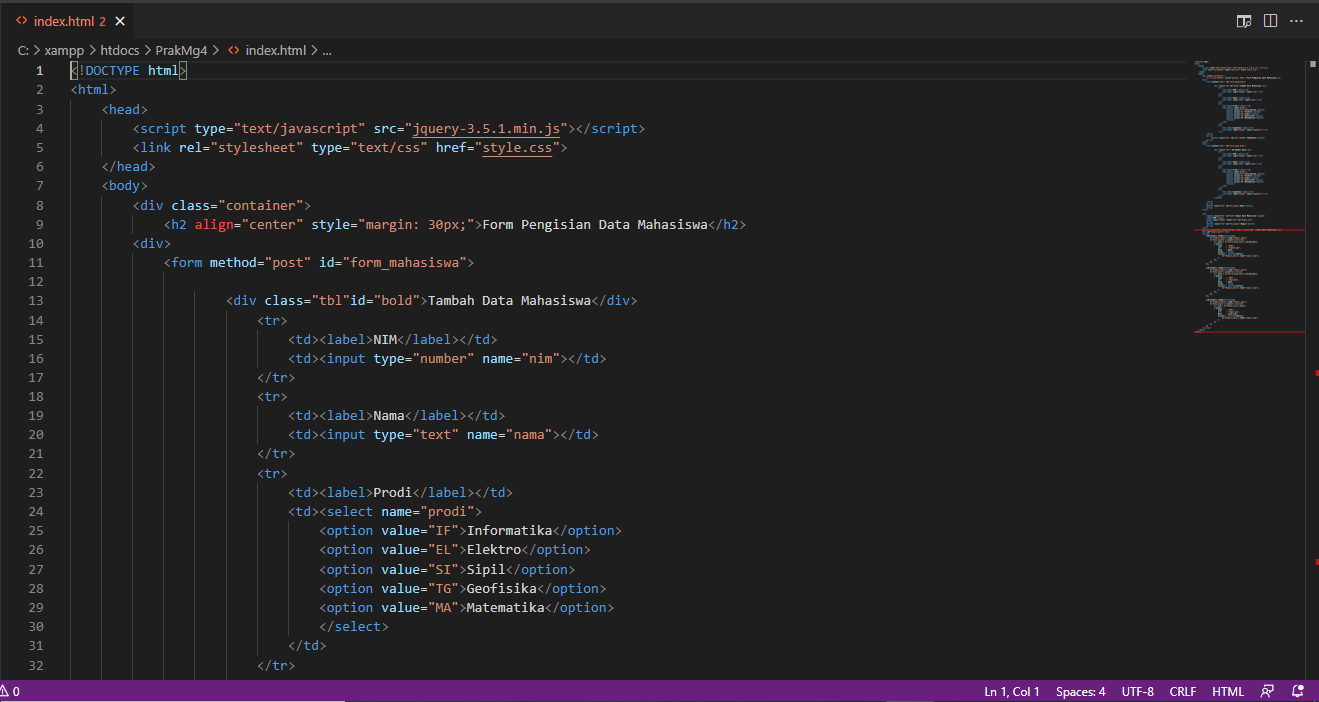 index.html 2
C: > xampp > htdocs > PrakMg4 > <> index.html > ...
1 <!DOCTYPE html>
2 <html>
3 <head>
4 <script type="text/javascript" src="jquery-3.5.1.min.js"></script>
5 <link rel="stylesheet" type="text/css" href="style.css">
6 </head>
7 <body>
8 <div class="container">
9 <h2 align="center" style="margin: 30px;">Form Pengisian Data Mahasiswa</h2>
10 <div>
11 <form method="post" id="form_mahasiswa">
12
13 <div class="tbl"id="bold">Tambah Data Mahasiswa</div>
14 <tr>
15 <td><label>NIM</label></td>
16 <td><input type="number" name="nim"></td>
17 </tr>
18 <tr>
19 <td><label>Nama</label></td>
20 <td><input type="text" name="nama"></td>
21 </tr>
22 <tr>
23 <td><label>Prodi</label></td>
24 <td><select name="prodi">
25 <option value="IF">Informatika</option>
26 <option value="EL">Elektro</option>
27 <option value="SI">Sipil</option>
28 <option value="TG">Geofisika</option>
29 <option value="MA">Matematika</option>
30 </select>
31 </td>
32 </tr>
0 Ln 1, Col 1 Spaces: 4 UTF-8 CRLF HTML